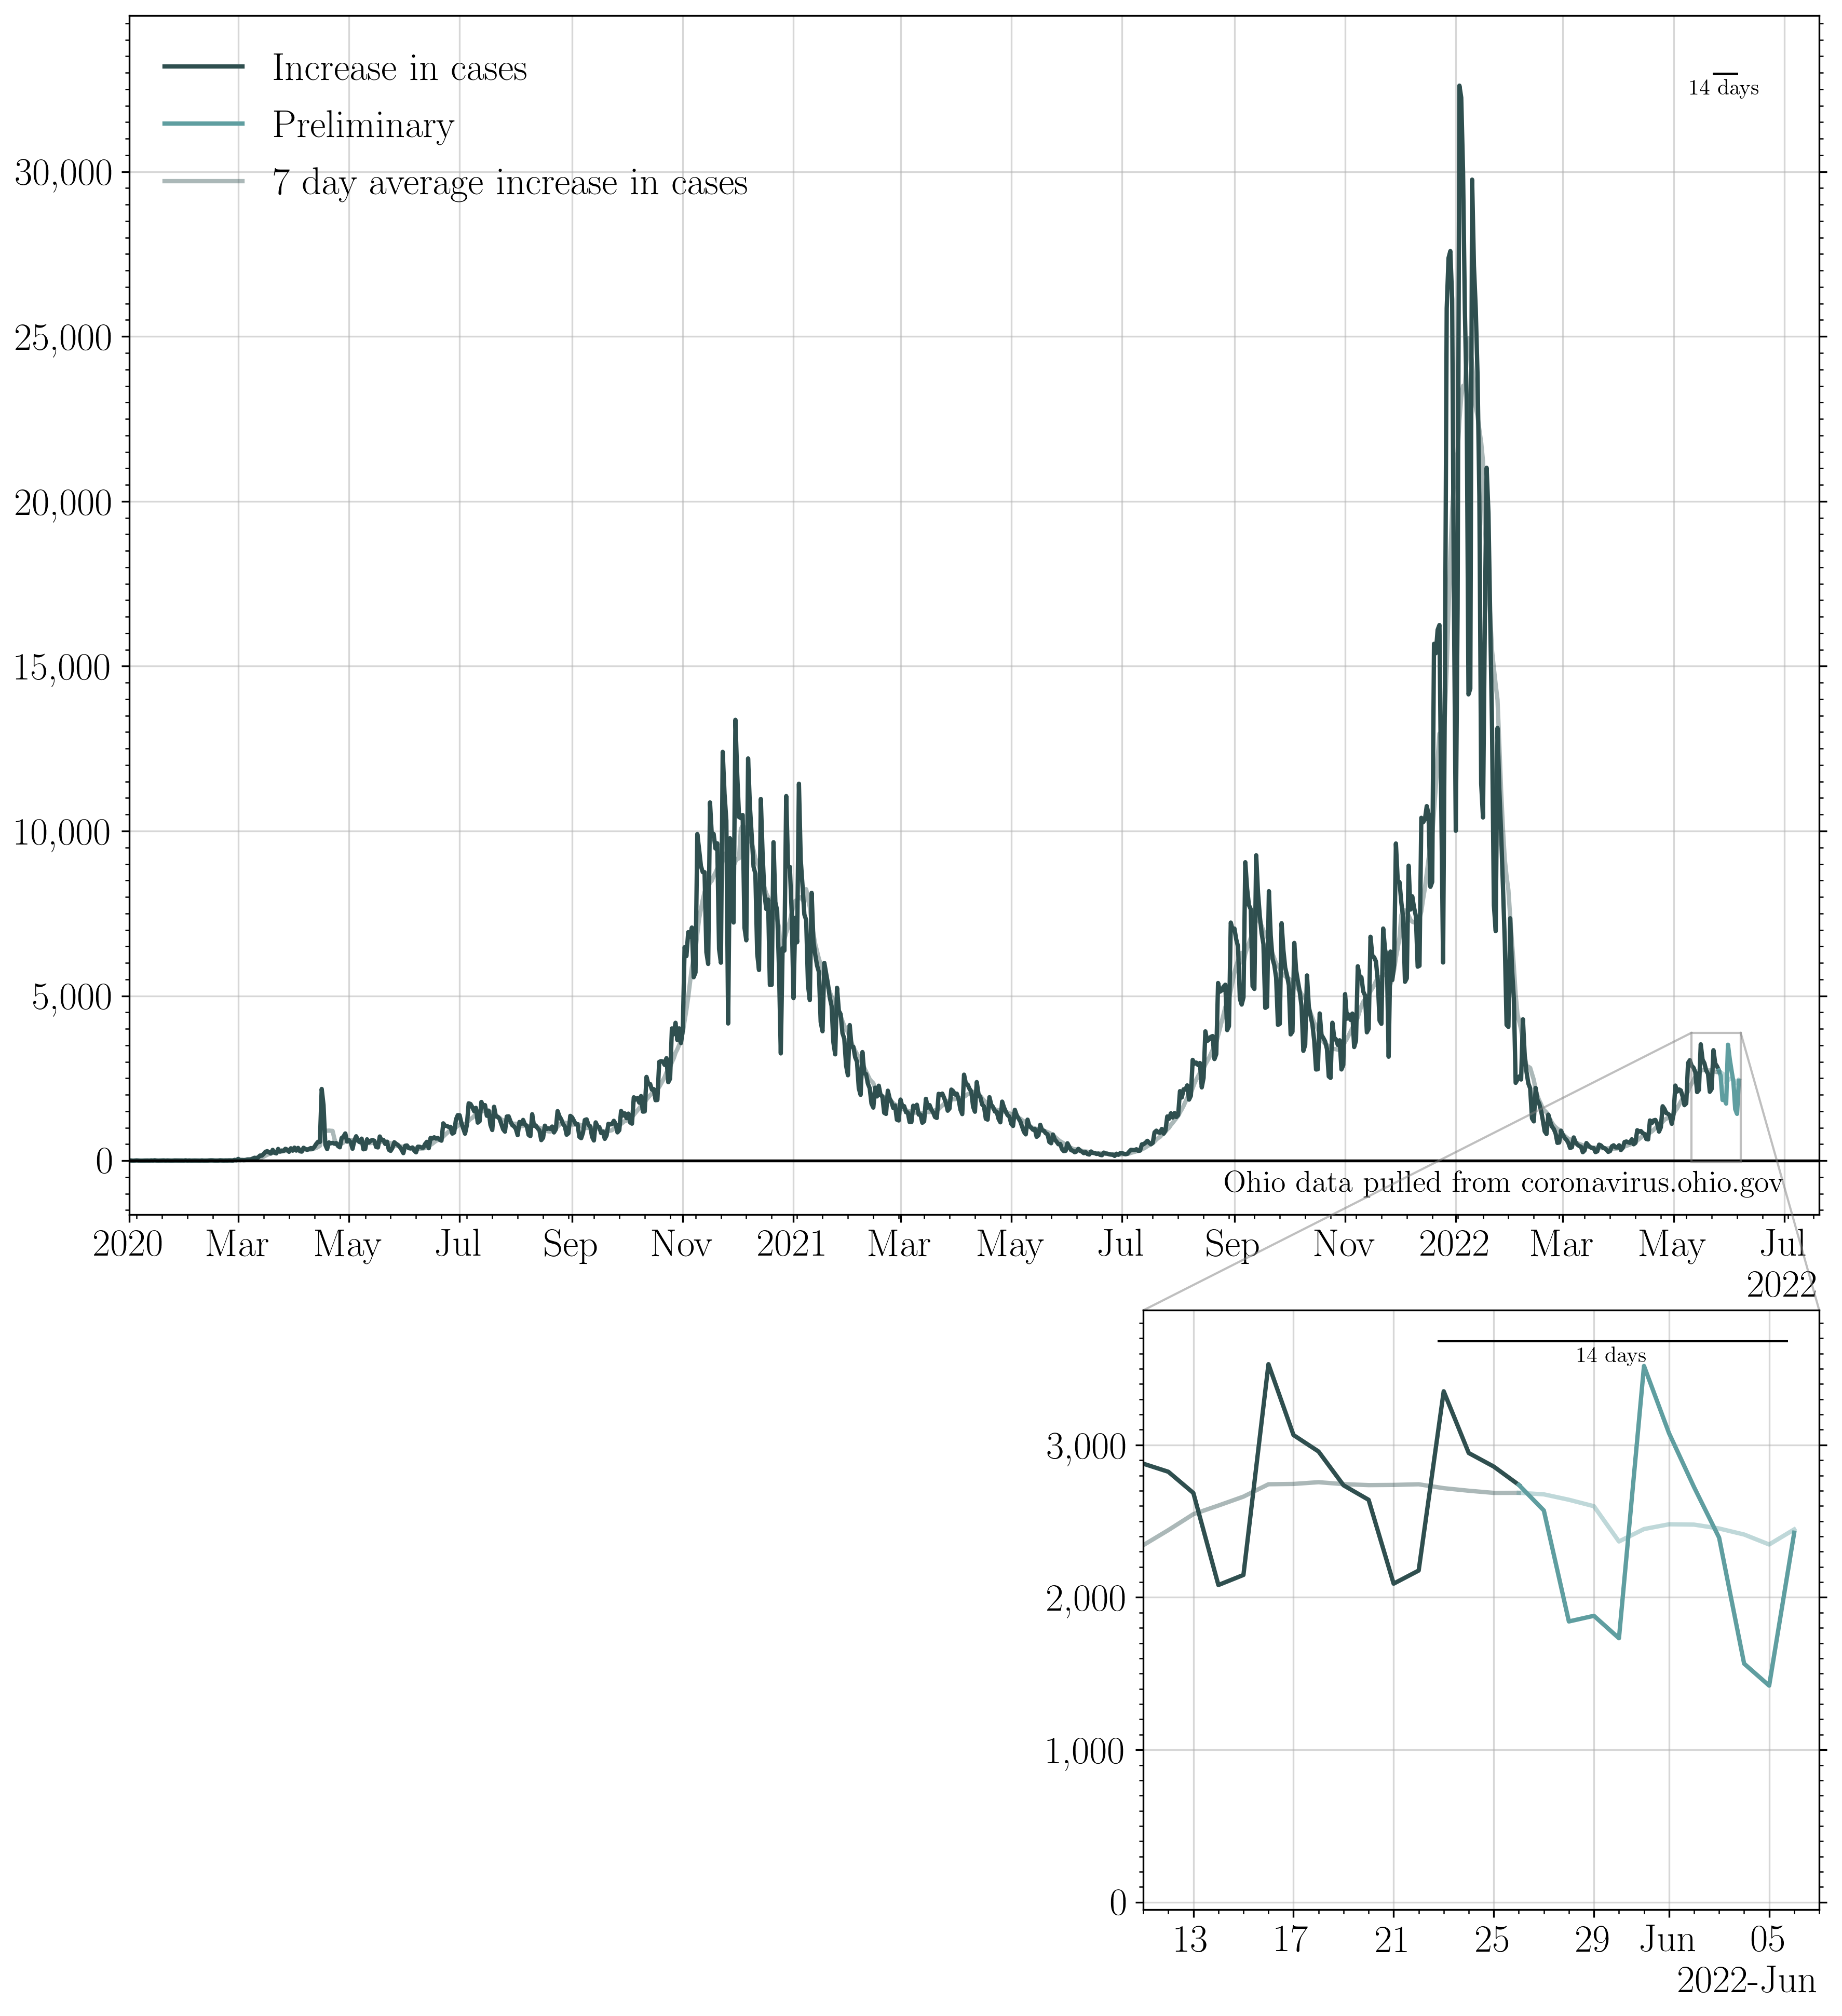 Increase in cases
Preliminary
7 day average increase in cases
14 days
30,000
25,000
20,000
15,000
10,000
5,000
0
Ohio data pulled from coronavirus.ohio.gov
2020 Mar May Jul Sep Nov 2021 Mar May Jul Sep Nov 2022 Mar May Jul
2022
14 days
3,000
2,000
1,000
0
13 17 21 25 29 Jun 05
2022-Jun